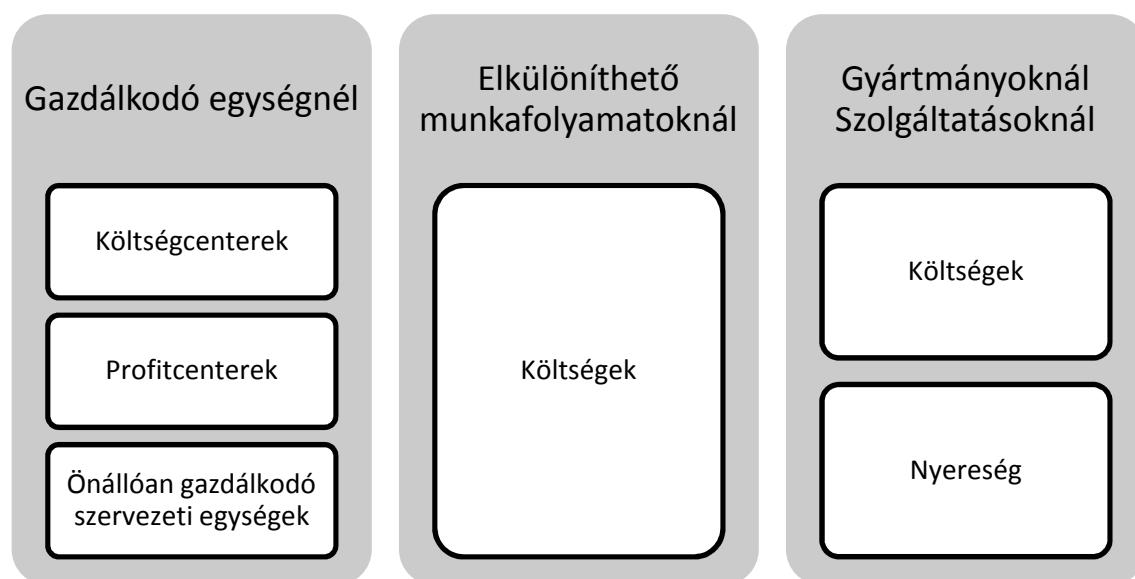 Gazdálkodó egységnél
Költségcenterek
Profitcenterek
Önállóan gazdálkodó
szervezeti egységek
Elkülöníthető
munkafolyamatoknál
Költségek
Gyártmányoknál
Szolgáltatásoknál
Költségek
Nyereség